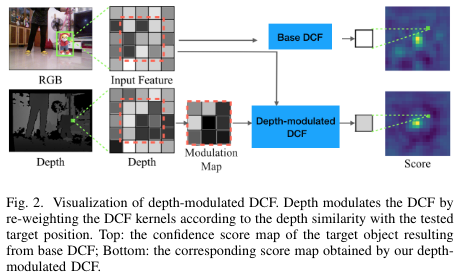 Base DCF
RGB
Input Feature
Depth-modulated
DCF
Depth
Depth
Modulation
Map
Score
Fig. 2. Visualization of depth-modulated DCF. Depth modulates the DCF by
re-weighting the DCF kernels according to the depth similarity with the tested
target position. Top: the confidence score map of the target object resulting
from base DCF; Bottom: the corresponding score map obtained by our depth-
modulated DCF.